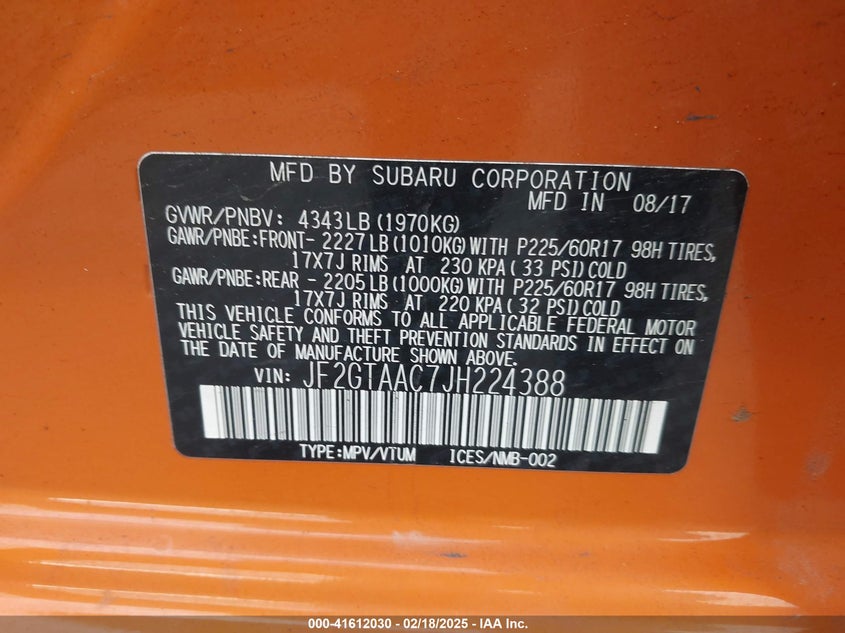 MFD BY SUBARU CORPORATION
MFD IN 08/17
GVWR/PNBV: 4343LB(1970KG)
GAWR/PNBE:FRONT- 2227LB(1010KG)WITH P225/60R17 98H TIRES,
17X7J RIMS AT 230 KPA( 33 PSI)COLD
GAWR/PNBE:REAR - 2205LB(1000KG)WITH P225/60R17 98H TIRES,
17X7J RIMS AT 220 KPA( 32 PSI)COLD
THIS VEHICLE CONFORMS TO ALL APPLICABLE FEDERAL MOTOR
VEHICLE SAFETY AND THEFT PREVENTION STANDARDS IN EFFECT ON
THE DATE OF MANUFACTURE SHOWN ABOVE.
VIN: JF2GTAAC7JH224388
TYPE:MPV/VTUM ICES/NMB-002
000-41612030 - 02/18/2025 - IAA Inc.